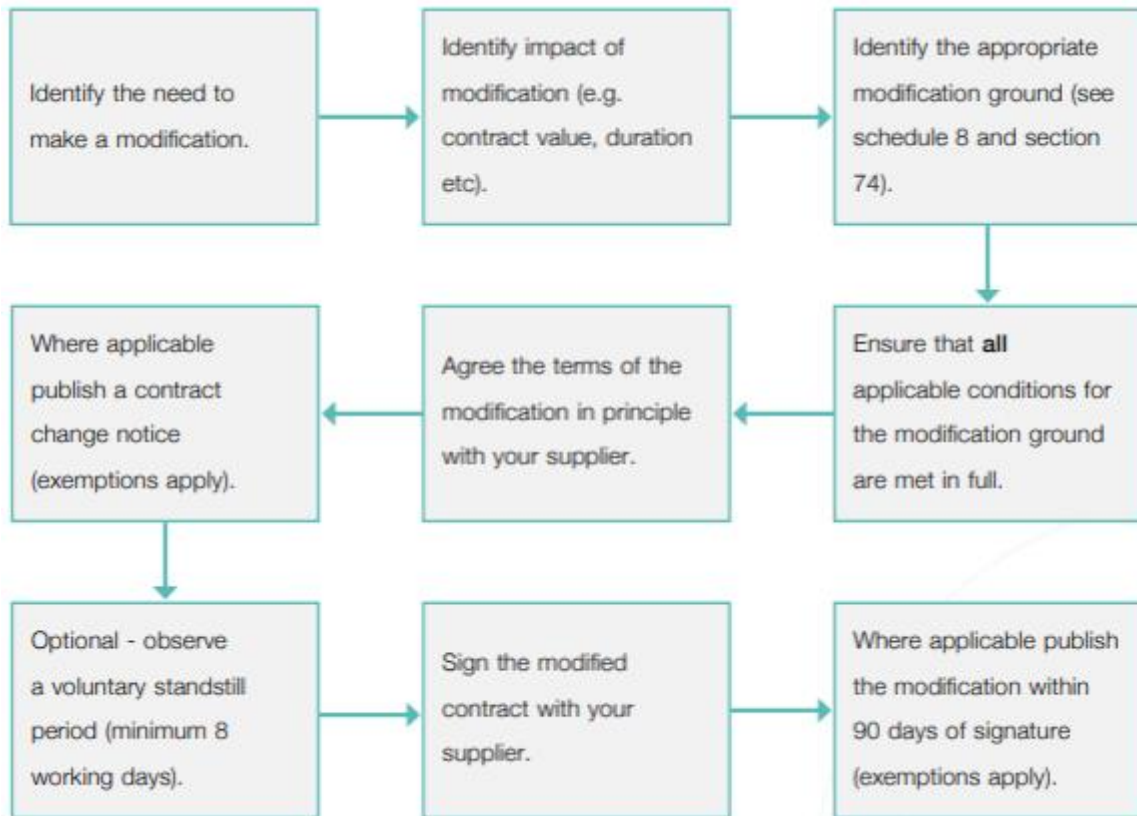 Identify the need to
make a modification.
Identify impact of
modification (e.g.
contract value, duration
etc).
Identify the appropriate
modification ground (see
schedule 8 and section
74).
Ensure that all
applicable conditions for
the modification ground
are met in full.
Agree the terms of the
modification in principle
with your supplier.
Where applicable
publish a contract
change notice
(exemptions apply).
Optional - observe
a voluntary standstill
period (minimum 8
working days).
Sign the modified
contract with your
supplier.
Where applicable publish
the modification within
90 days of signature
(exemptions apply).